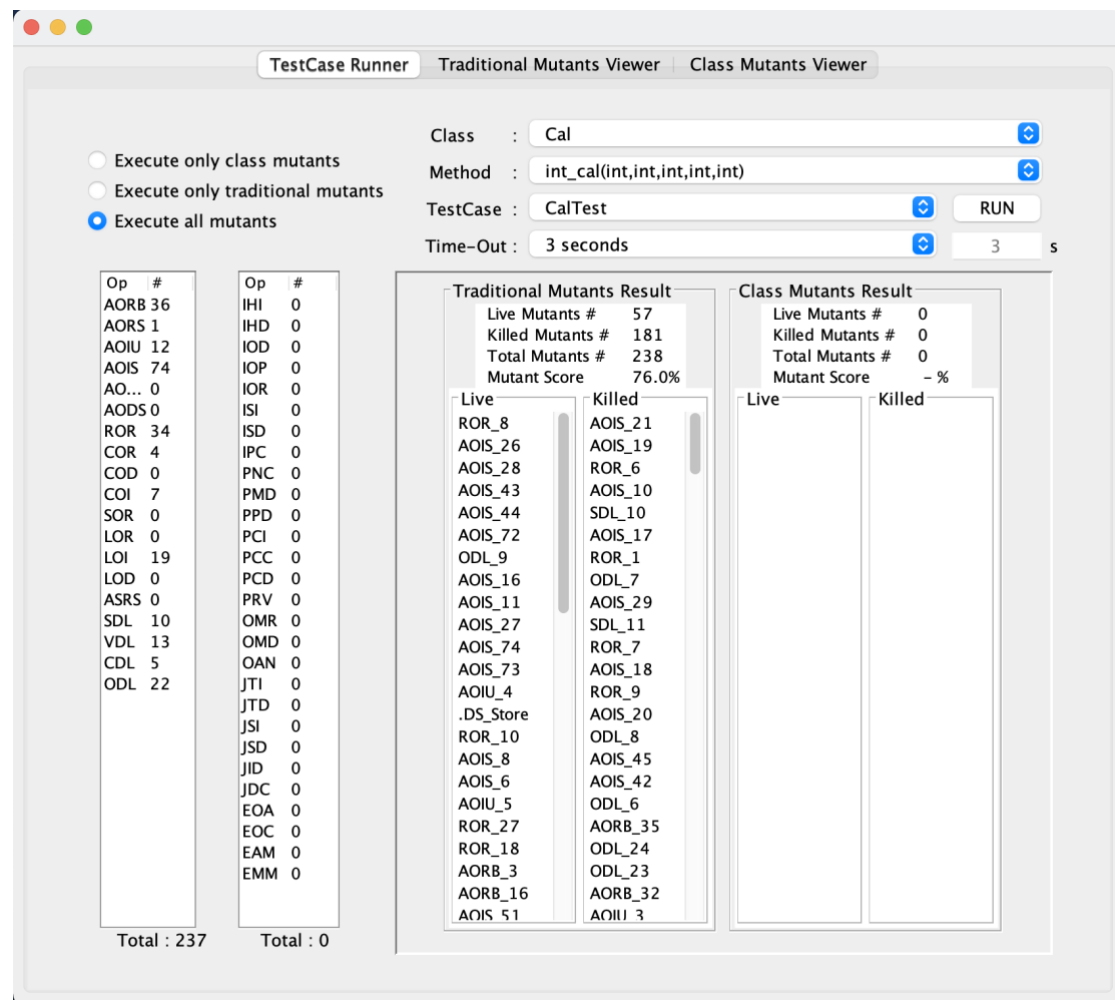 TestCase Runner Traditional Mutants Viewer Class Mutants Viewer
Class : Cal
Execute only class mutants
Method : int_cal(int,int,int,int,int)
Execute only traditional mutants
TestCase : CalTest RUN
Execute all mutants
Time-Out : 3 seconds 3 s
Op #
AORB 36
AORS 1
AOIU 12
AOIS 74
AO... 0
AODS 0
ROR 34
COR 4
COD 0
COI 7
SOR 0
LOR 0
LOI 19
LOD 0
ASRS 0
SDL 10
VDL 13
CDL 5
ODL 22
Total : 237
Op #
IHI 0
IHD 0
IOD 0
IOP 0
IOR 0
ISI 0
ISD 0
IPC 0
PNC 0
PMD 0
PPD 0
PCI 0
PCC 0
PCD 0
PRV 0
OMR 0
OMD 0
OAN 0
JTI 0
JTD 0
JSI 0
JSD 0
JID 0
JDC 0
EOA 0
EOC 0
EAM 0
EMM 0
Total : 0
Traditional Mutants Result
Live Mutants # 57
Killed Mutants # 181
Total Mutants # 238
Mutant Score 76.0%
Live
ROR_8
AOIS_26
AOIS_28
AOIS_43
AOIS_44
AOIS_72
ODL_9
AOIS_16
AOIS_11
AOIS_27
AOIS_74
AOIS_73
AOIU_4
.DS_Store
ROR_10
AOIS_8
AOIS_6
AOIU_5
ROR_27
ROR_18
AORB_3
AORB_16
AOIS_51
Killed
AOIS_21
AOIS_19
ROR_6
AOIS_10
SDL_10
AOIS_17
ROR_1
ODL_7
AOIS_29
SDL_11
ROR_7
AOIS_18
ROR_9
AOIS_20
ODL_8
AOIS_45
AOIS_42
ODL_6
AORB_35
ODL_24
ODL_23
AORB_32
AOIU_3
Class Mutants Result
Live Mutants # 0
Killed Mutants # 0
Total Mutants # 0
Mutant Score - %
Live
Killed